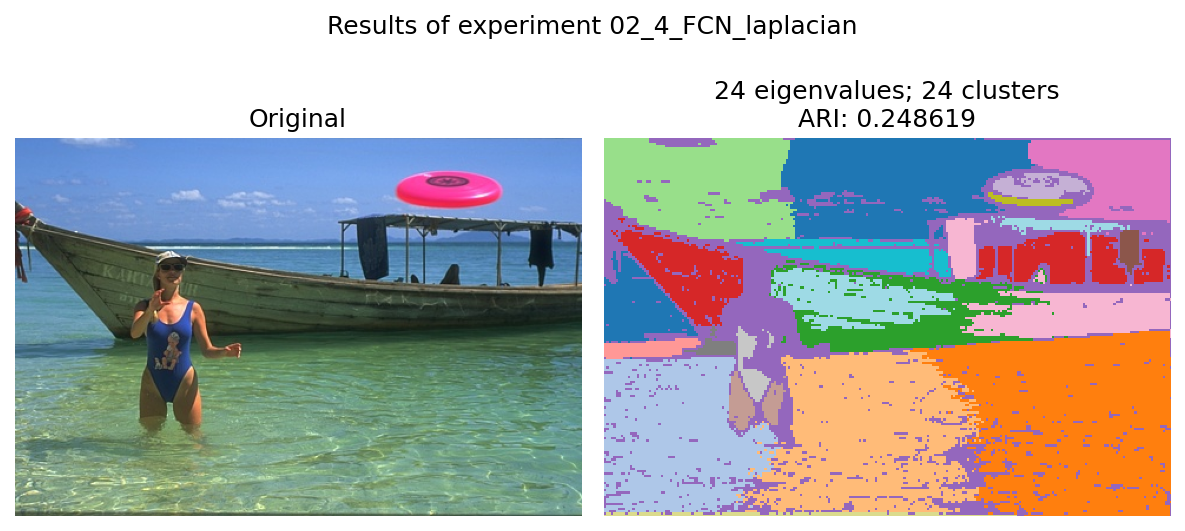 Results of experiment 02_4_FCN_laplacian
Original
24 eigenvalues; 24 clusters
ARI: 0.248619